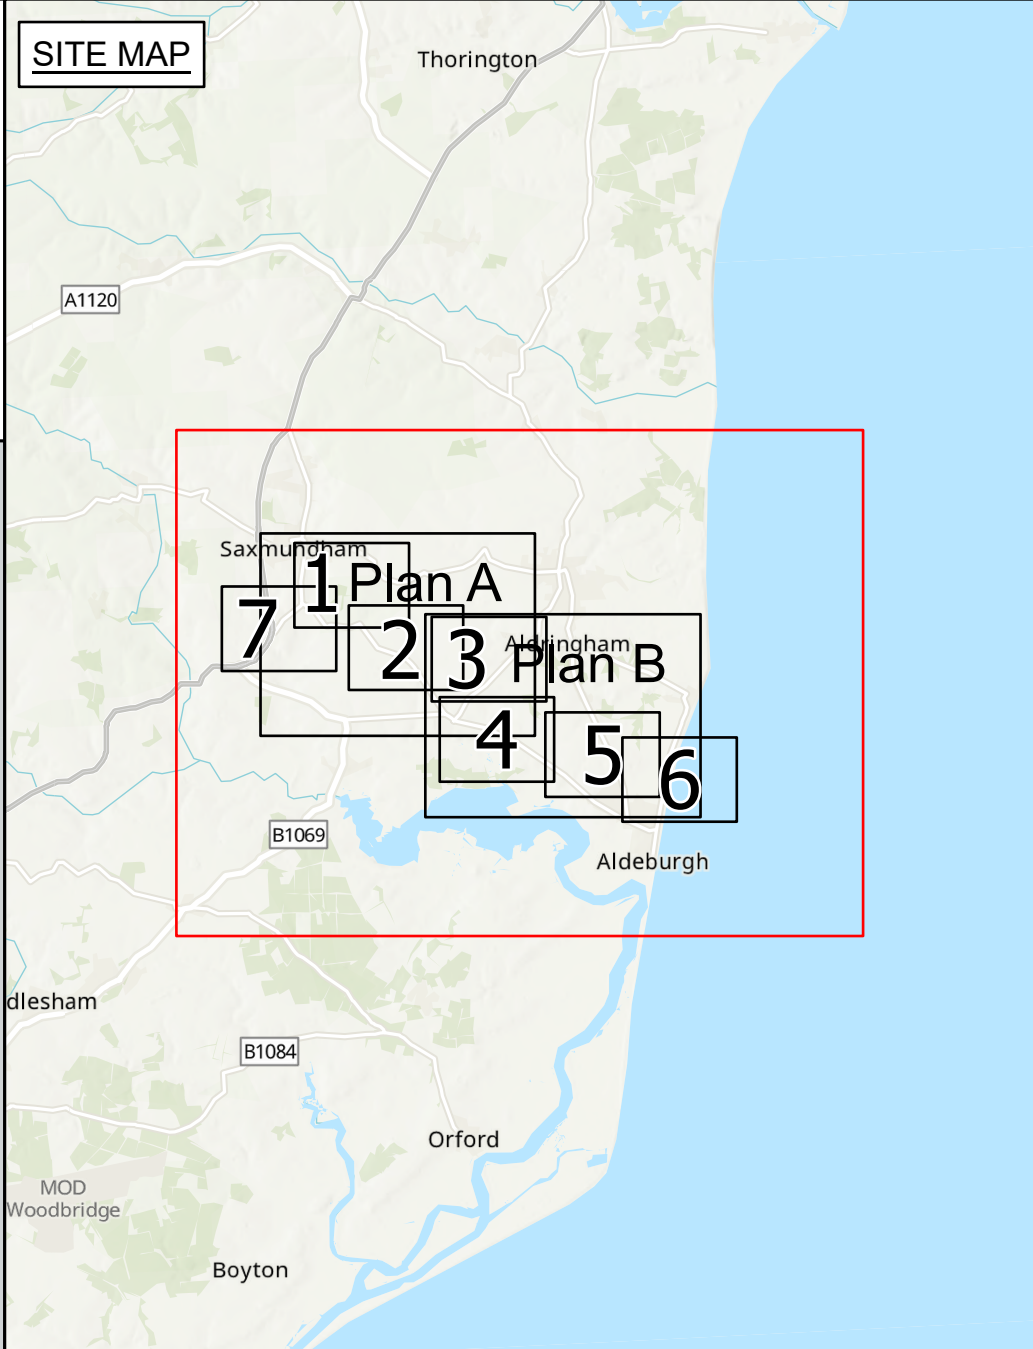 SITE MAP
Thorington
A1120
Saxmundham
1
Plan A
7
2
3
Aldringham
Plan B
4
5
6
B1069
Aldeburgh
dlesham
B1084
Orford
MOD
Woodbridge
Boyton